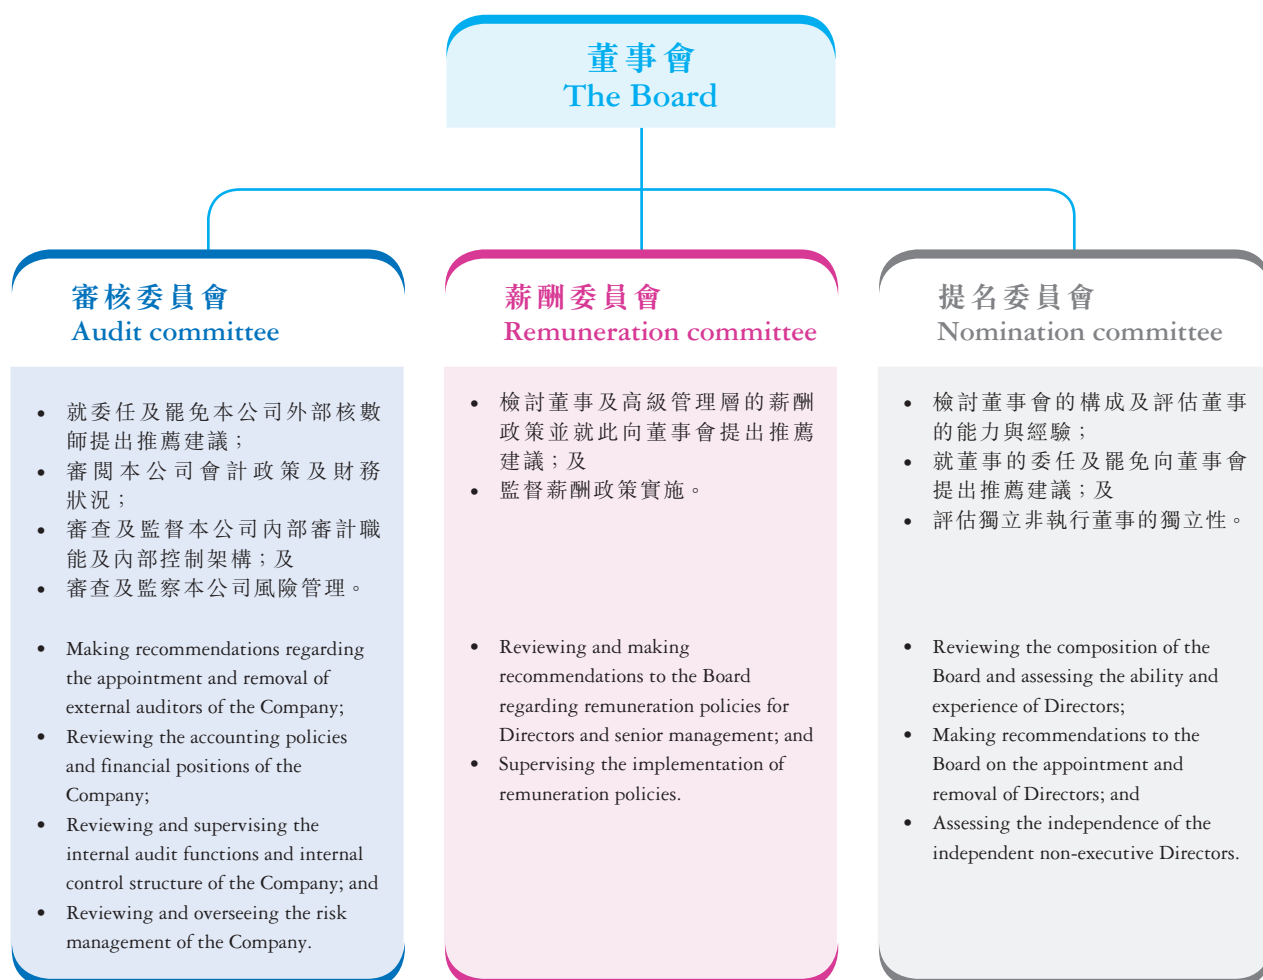 董事會
The Board
審核委員會
Audit committee
• 就委任及罷免本公司外部核數
師提出推薦建議；
• 審閱本公司會計政策及財務
狀況；
• 審查及監督本公司內部審計職
能及內部控制架構；及
• 審查及監察本公司風險管理。
• Making recommendations regarding
the appointment and removal of
external auditors of the Company;
• Reviewing the accounting policies
and financial positions of the
Company;
• Reviewing and supervising the
internal audit functions and internal
control structure of the Company; and
• Reviewing and overseeing the risk
management of the Company.
薪酬委員會
Remuneration committee
• 檢討董事及高級管理層的薪酬
政策並就此向董事會提出推薦
建議；及
• 監督薪酬政策實施。
• Reviewing and making
recommendations to the Board
regarding remuneration policies for
Directors and senior management; and
• Supervising the implementation of
remuneration policies.
提名委員會
Nomination committee
• 檢討董事會的構成及評估董事
的能力與經驗；
• 就董事的委任及罷免向董事會
提出推薦建議；及
• 評估獨立非執行董事的獨立性。
• Reviewing the composition of the
Board and assessing the ability and
experience of Directors;
• Making recommendations to the
Board on the appointment and
removal of Directors; and
• Assessing the independence of the
independent non-executive Directors.